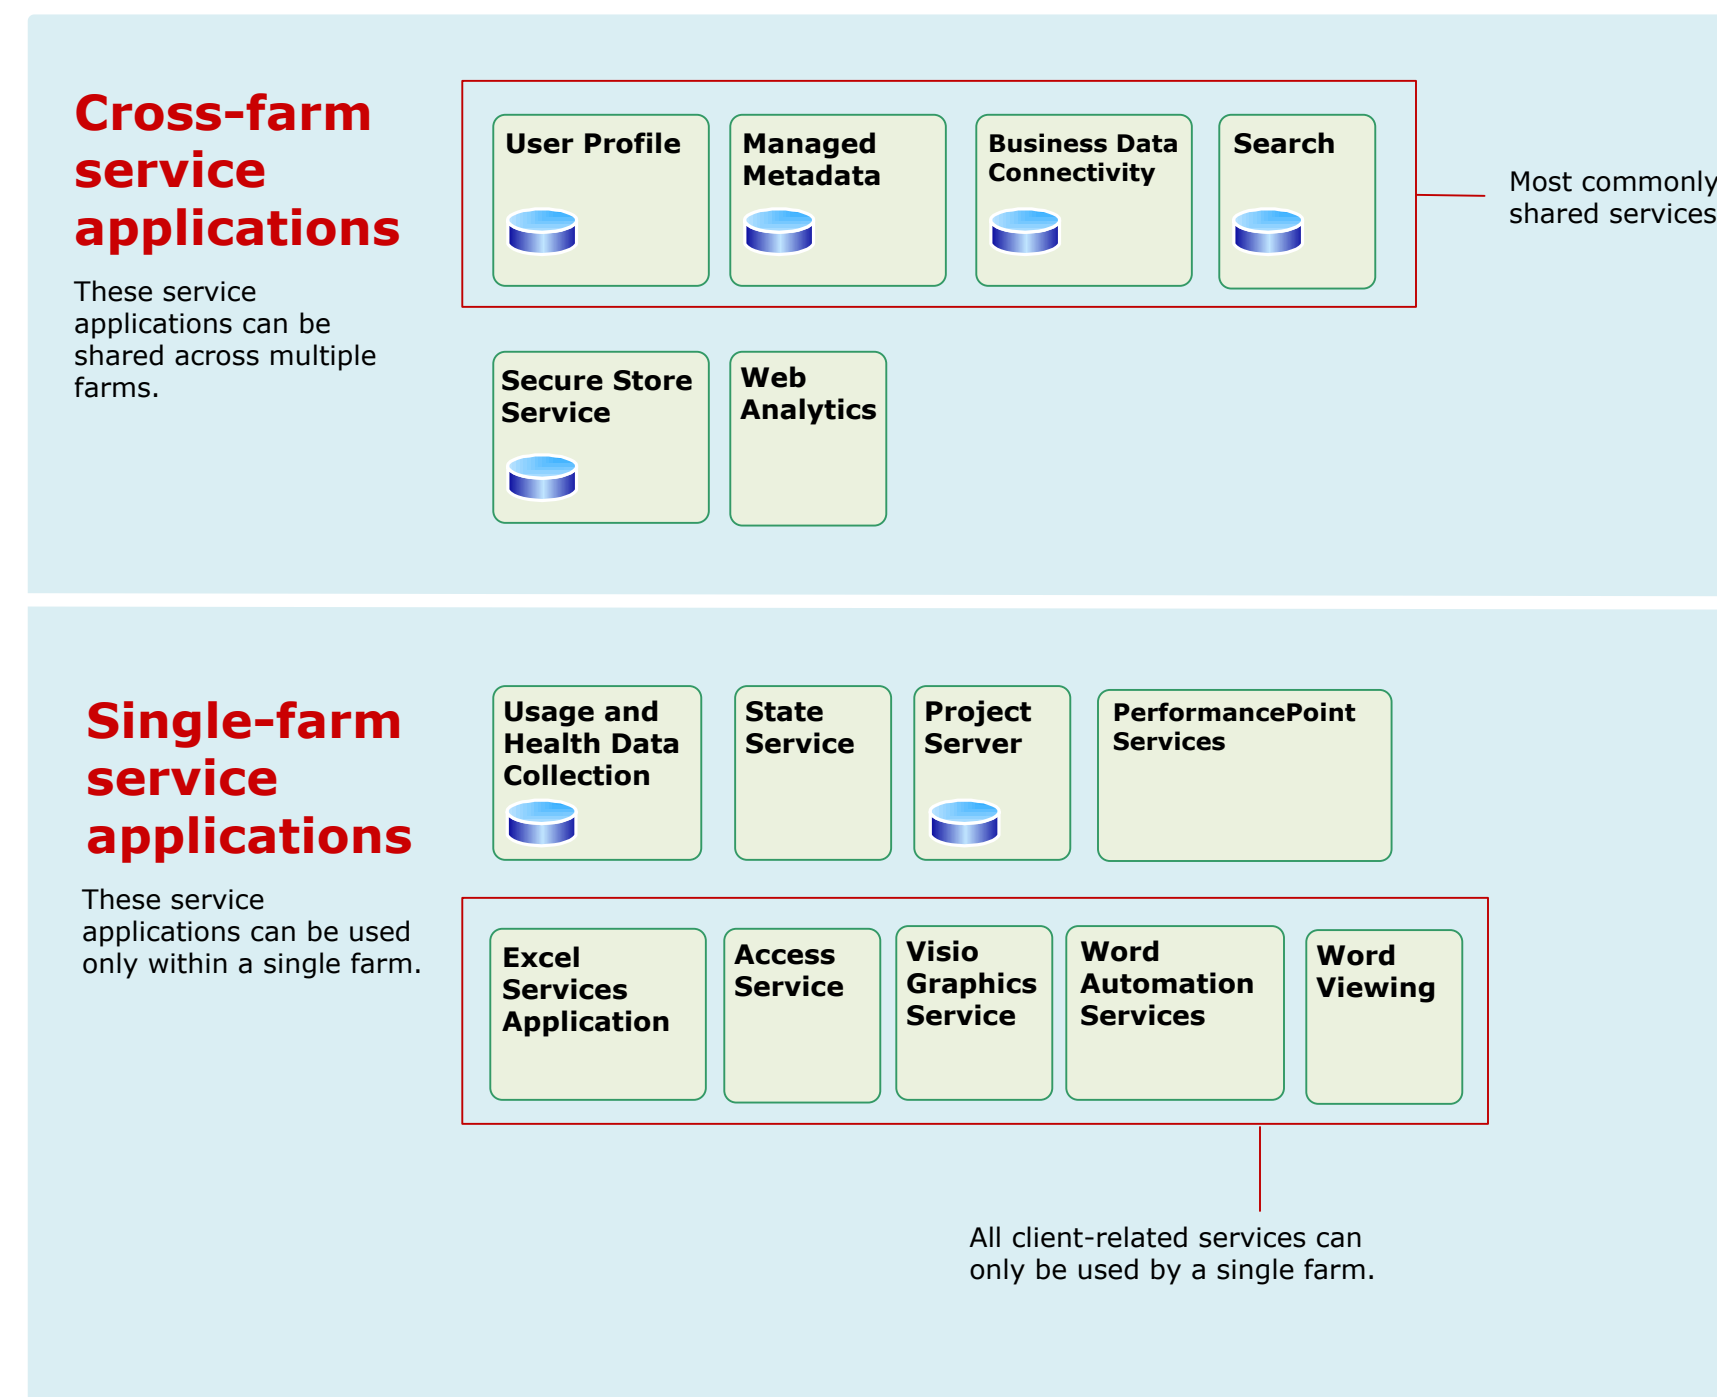 Cross-farm
service
applications
These service
applications can be
shared across multiple
farms.
User Profile
Managed
Metadata
Business Data
Connectivity
Search
Most commonly
shared services
Secure Store
Service
Web
Analytics
Single-farm
service
applications
These service
applications can be used
only within a single farm.
Usage and
Health Data
Collection
State
Service
Project
Server
PerformancePoint
Services
Excel
Services
Application
Access
Service
Visio
Graphics
Service
Word
Automation
Services
Word
Viewing
All client-related services can
only be used by a single farm.